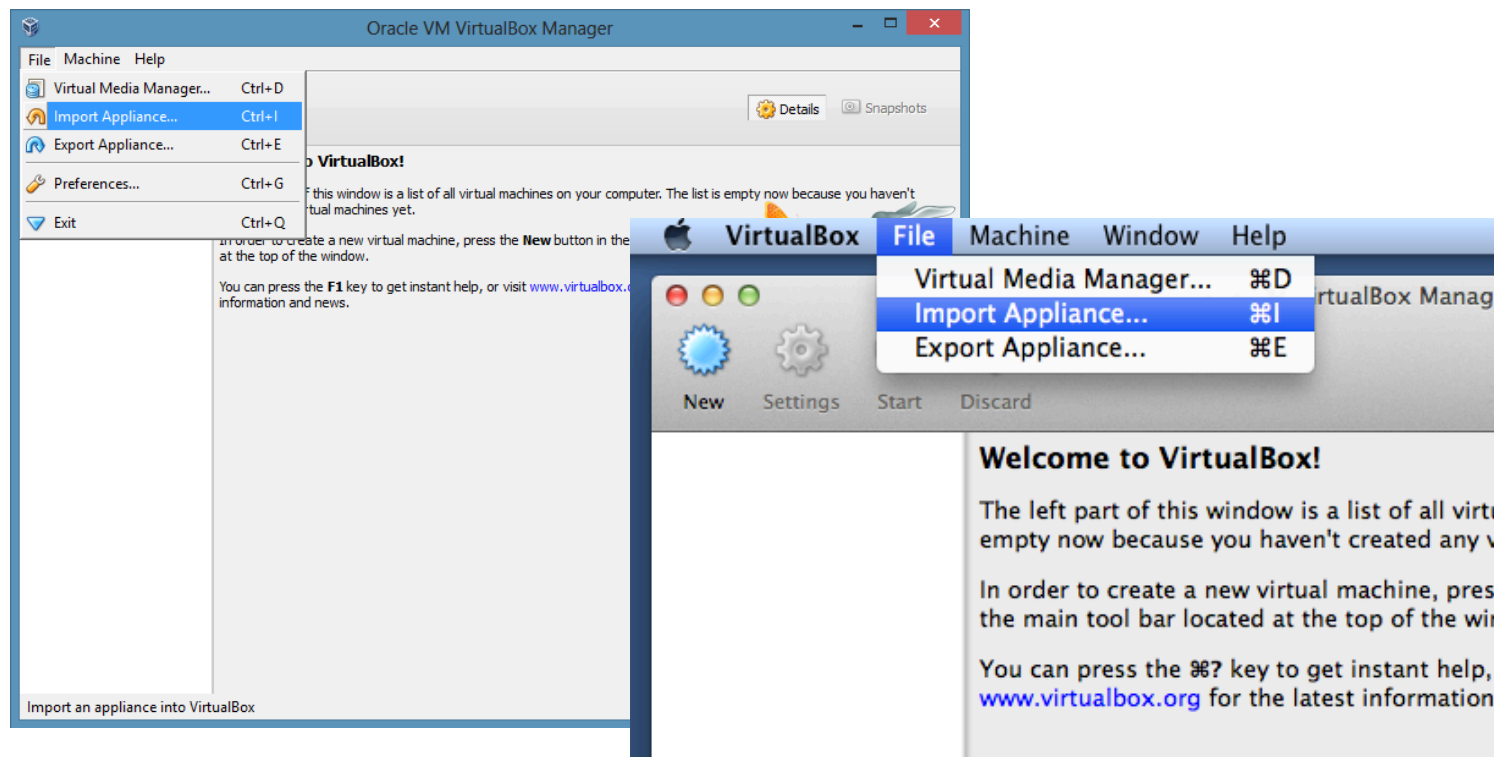 Oracle VM VirtualBox Manager
File Machine Help
Virtual Media Manager... Ctrl+D
Import Appliance... Ctrl+I
Export Appliance... Ctrl+E
Preferences... Ctrl+G
Exit Ctrl+Q
Details Snapshots
VirtualBox!
this window is a list of all virtual machines on your computer. The list is empty now because you haven't
machines yet.
In order to create a new virtual machine, press the New button in the
at the top of the window.
You can press the F1 key to get instant help, or visit www.virtualbox.
information and news.
Import an appliance into VirtualBox
VirtualBox File Machine Window Help
Virtual Media Manager... ⌘D
Import Appliance... ⌘I
Export Appliance... ⌘E
New Settings Start Discard
Welcome to VirtualBox!
The left part of this window is a list of all
empty now because you haven't created any
In order to create a new virtual machine,
the main tool bar located at the top of the
You can press the ⌘? key to get instant help,
www.virtualbox.org for the latest information